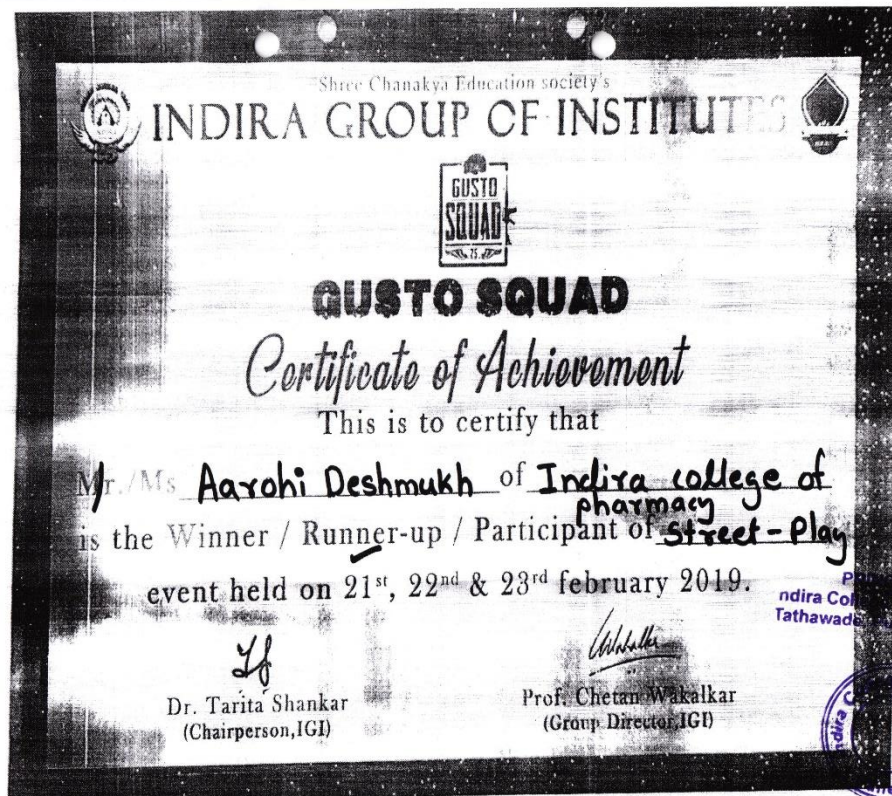 Shree Chanakya Education society's
INDIRA GROUP OF INSTITUTES
GUSTO
SQUAD
25
GUSTO SQUAD
Certificate of Achievement
This is to certify that
Mr./Ms Aarohi Deshmukh of Indira college of
pharmacy
is the Winner / Runner-up / Participant of Street-Play
event held on 21st, 22nd & 23rd february 2019.
ndira Col
Tathawade
Dr. Tarita Shankar
(Chairperson,IGI)
Prof. Chetan Wakalkar
(Group Director,IGI)
ndira C